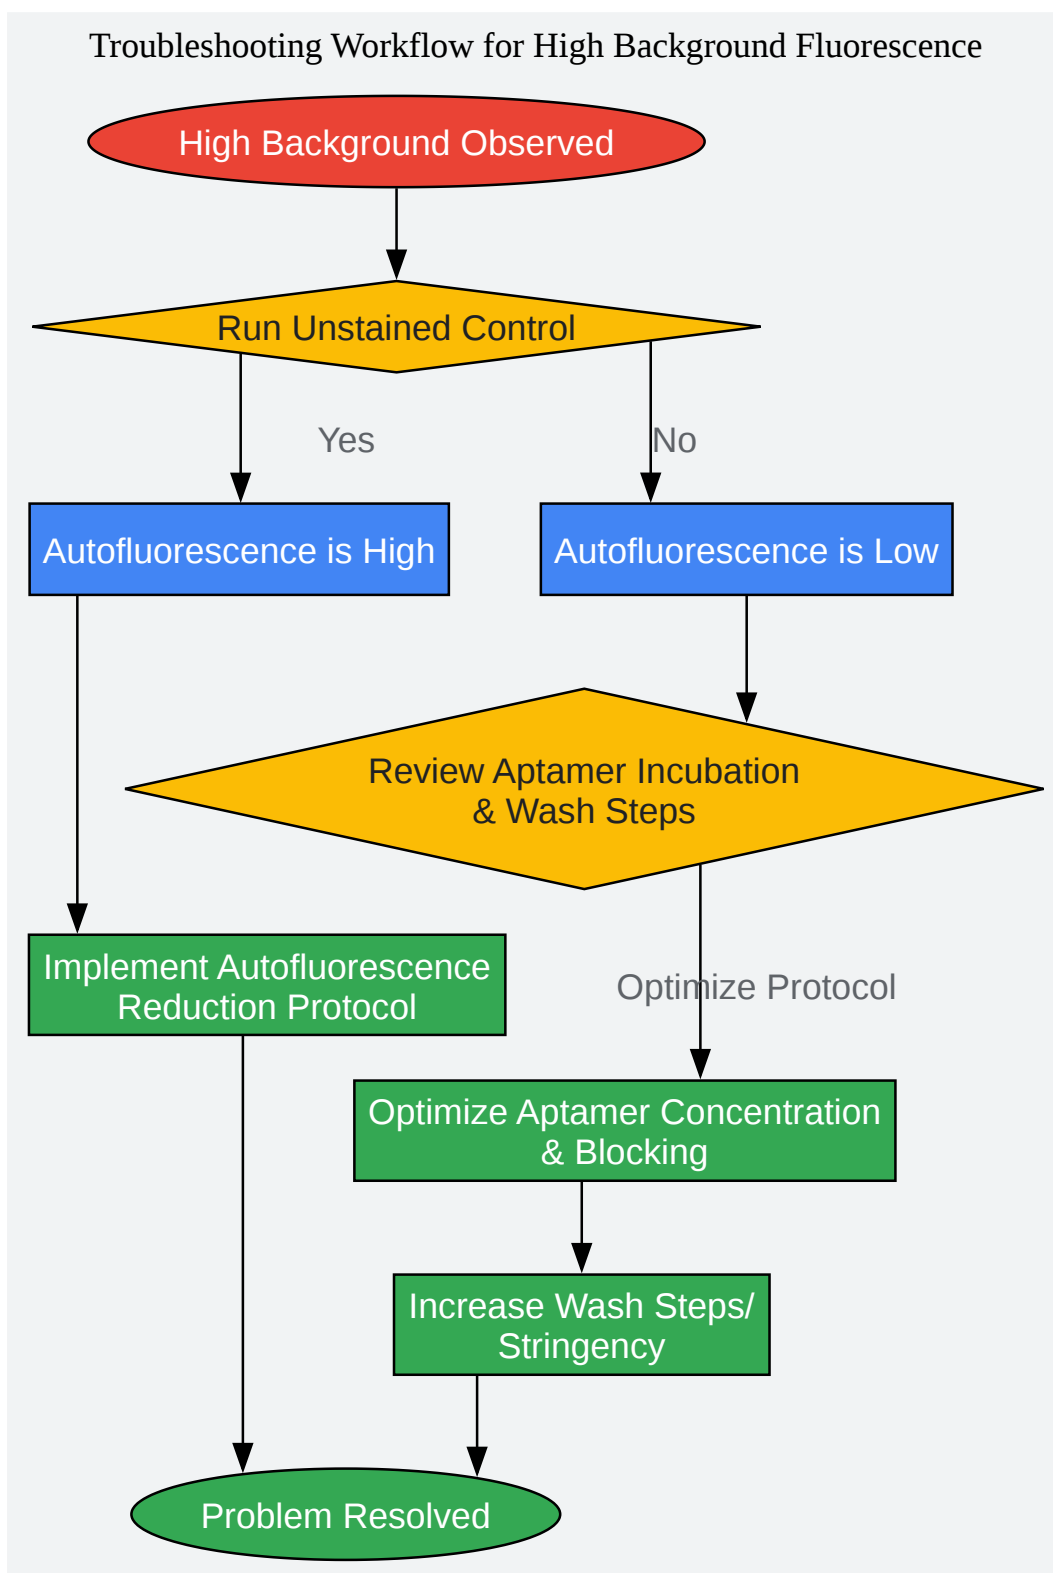 Troubleshooting Workflow for High Background Fluorescence
High Background Observed
Run Unstained Control
Yes
No
Autofluorescence is High
Autofluorescence is Low
Review Aptamer Incubation
& Wash Steps
Implement Autofluorescence
Reduction Protocol
Optimize Protocol
Optimize Aptamer Concentration
& Blocking
Increase Wash Steps/
Stringency
Problem Resolved